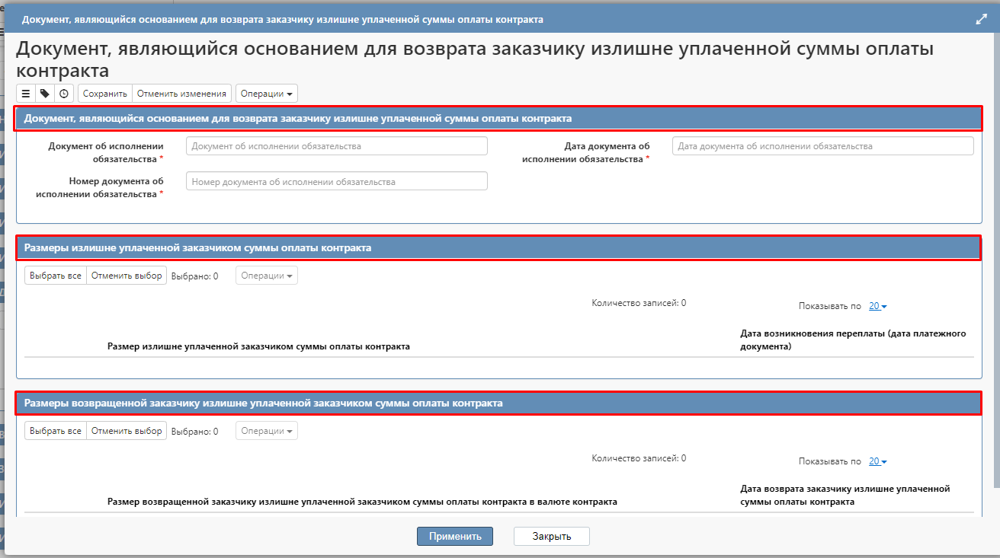 Документ, являющийся основанием для возврата заказчику излишне уплаченной суммы оплаты контракта
Документ, являющийся основанием для возврата заказчику излишне уплаченной суммы оплаты
контракта
Сохранить Отменить изменения Операции
Документ, являющийся основанием для возврата заказчику излишне уплаченной суммы оплаты контракта
Документ об исполнении
обязательства *
Документ об исполнении обязательства
Дата документа об
исполнении обязательства *
Дата документа об исполнении обязательства
Номер документа об
исполнении обязательства *
Номер документа об исполнении обязательства
Размеры излишне уплаченной заказчиком суммы оплаты контракта
Выбрать все Отменить выбор Выбрано: 0 Операции
Количество записей: 0 Показывать по 20
Размер излишне уплаченной заказчиком суммы оплаты контракта
Дата возникновения переплаты (дата платежного
документа)
Размеры возвращенной заказчику излишне уплаченной заказчиком суммы оплаты контракта
Выбрать все Отменить выбор Выбрано: 0 Операции
Количество записей: 0 Показывать по 20
Размер возвращенной заказчику излишне уплаченной заказчиком суммы оплаты контракта в валюте контракта
Дата возврата заказчику излишне уплаченной
суммы оплаты контракта
Применить Закрыть